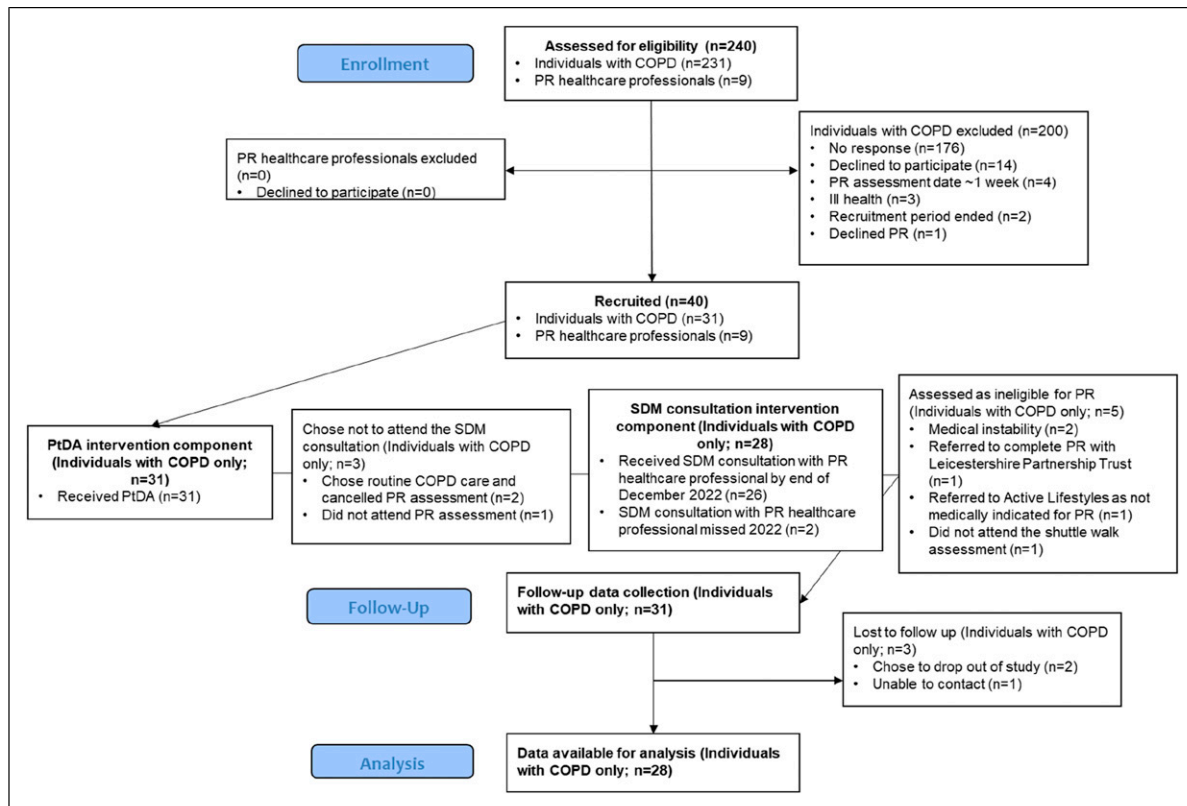 Enrollment
Assessed for eligibility (n=240)
• Individuals with COPD (n=231)
• PR healthcare professionals (n=9)
PR healthcare professionals excluded
(n=0)
• Declined to participate (n=0)
Individuals with COPD excluded (n=200)
• No response (n=176)
• Declined to participate (n=14)
• PR assessment date ~1 week (n=4)
• Ill health (n=3)
• Recruitment period ended (n=2)
• Declined PR (n=1)
Recruited (n=40)
• Individuals with COPD (n=31)
• PR healthcare professionals (n=9)
PtDA intervention component
(Individuals with COPD only;
n=31)
• Received PtDA (n=31)
Chose not to attend the SDM
consultation (Individuals with COPD
only; n=3)
• Chose routine COPD care and
cancelled PR assessment (n=2)
• Did not attend PR assessment (n=1)
SDM consultation intervention
component (Individuals with COPD
only; n=28)
• Received SDM consultation with PR
healthcare professional by end of
December 2022 (n=26)
• SDM consultation with PR healthcare
professional missed 2022 (n=2)
Assessed as ineligible for PR
(Individuals with COPD only; n=5)
• Medical instability (n=2)
• Referred to complete PR with
Leicestershire Partnership Trust
(n=1)
• Referred to Active Lifestyles as not
medically indicated for PR (n=1)
• Did not attend the shuttle walk
assessment (n=1)
Follow-Up
Follow-up data collection (Individuals
with COPD only; n=31)
Lost to follow up (Individuals with COPD
only; n=3)
• Chose to drop out of study (n=2)
• Unable to contact (n=1)
Analysis
Data available for analysis (Individuals
with COPD only; n=28)